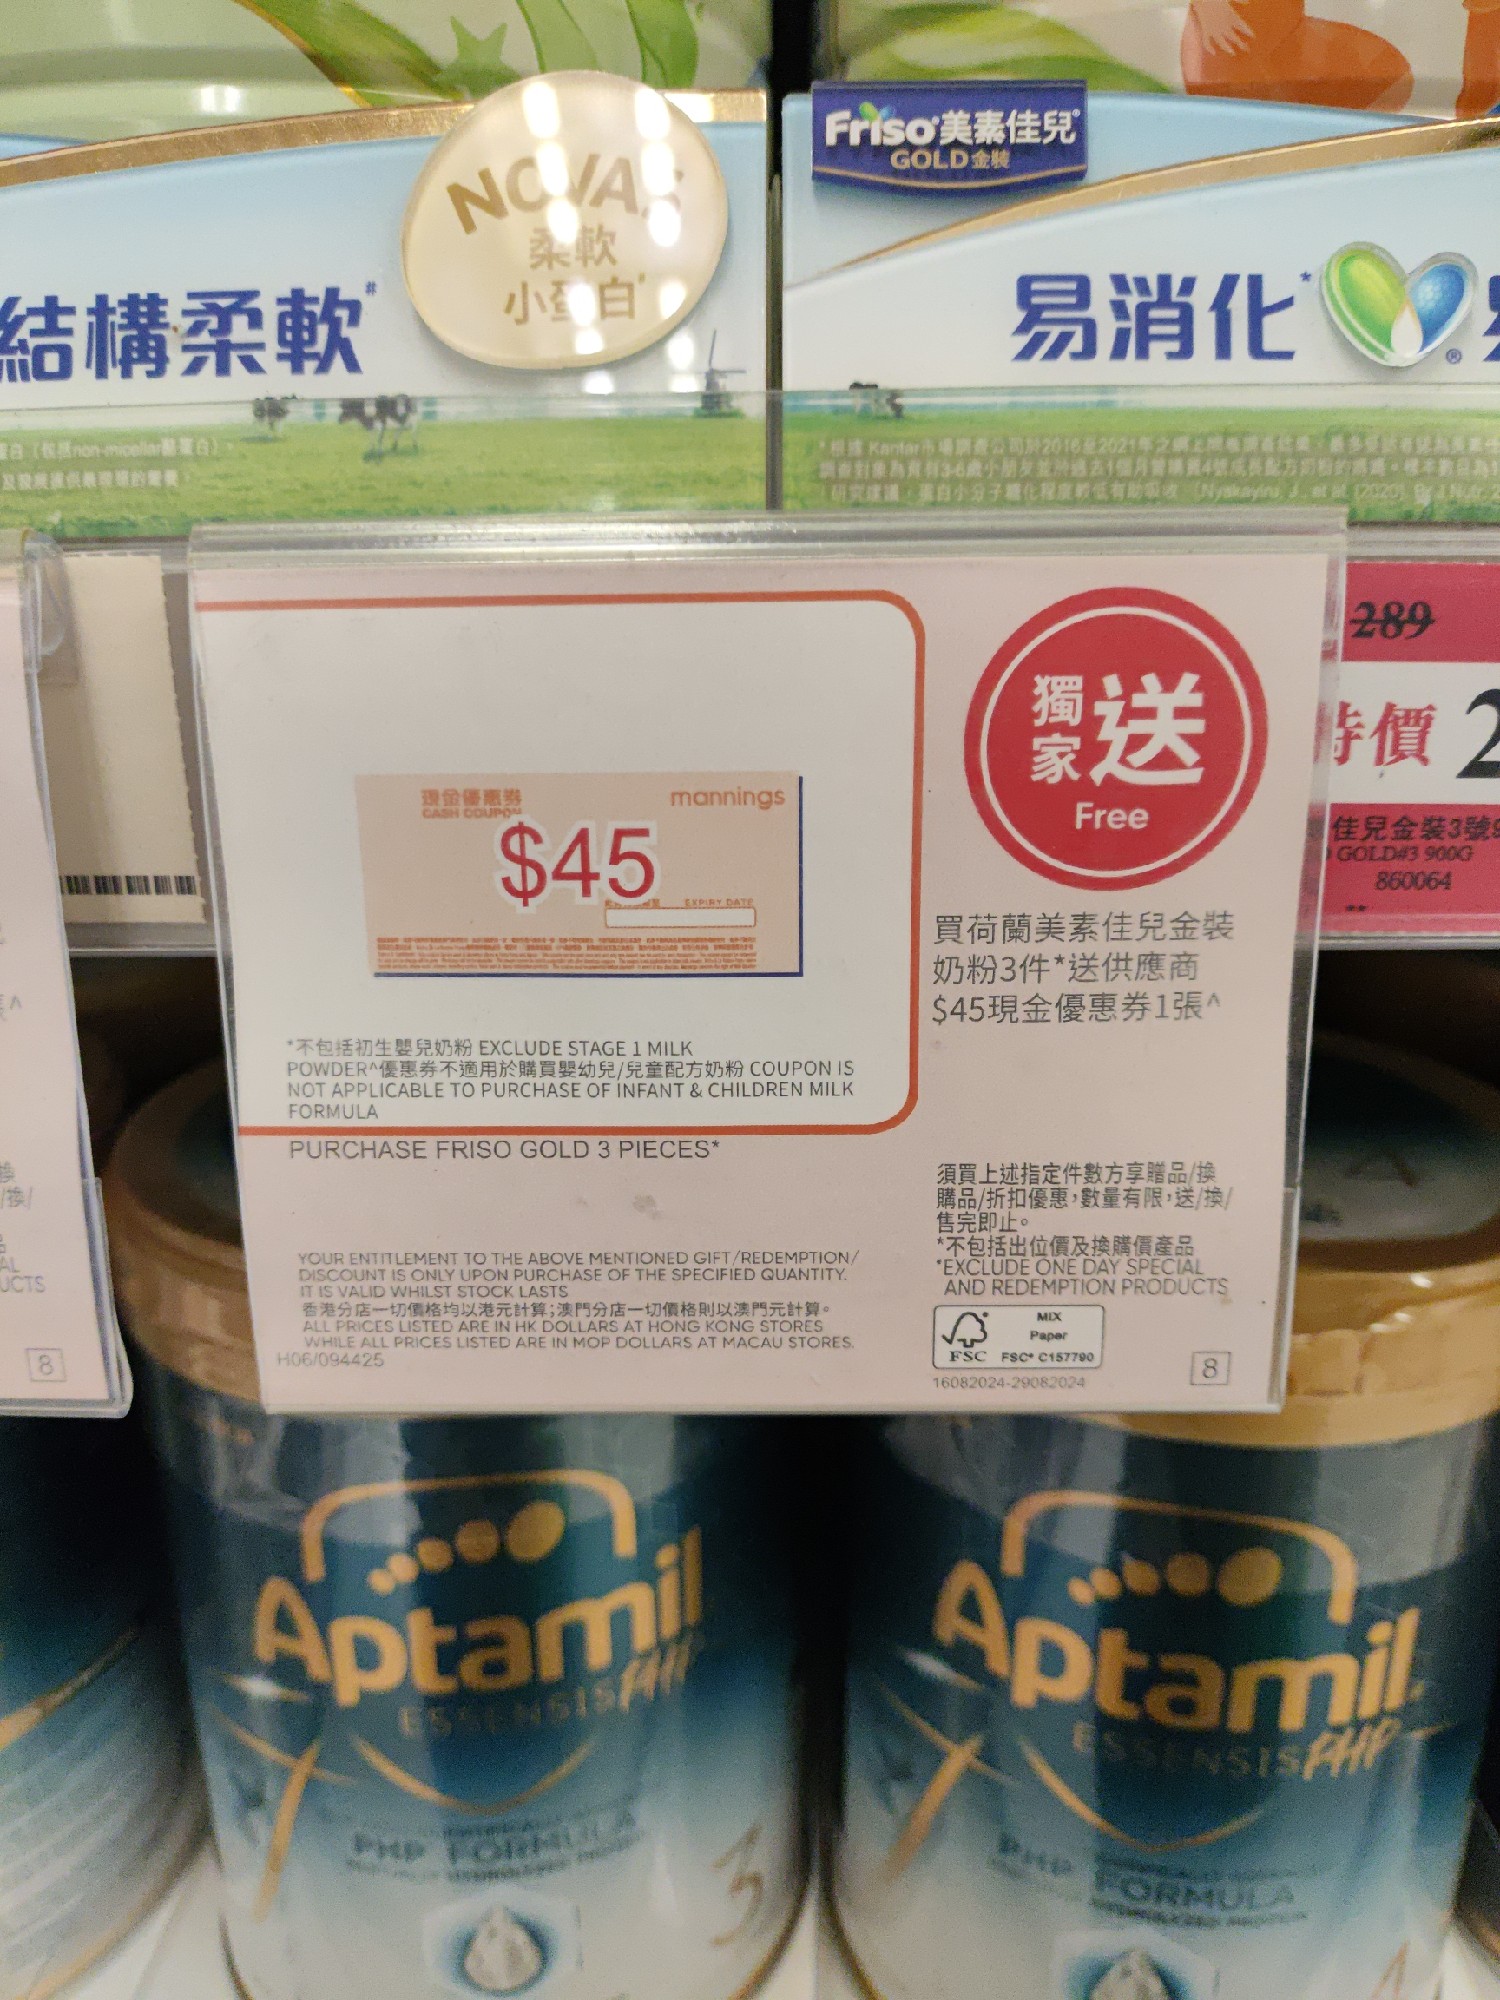 Friso美素佳兒
GOLD金裝
柔軟
小蛋白
結構柔軟#
易消化*
獨家送
Free
現金優惠券
CASH COUPON
mannings
$45
EXPIRY DATE
買荷蘭美素佳兒金裝
奶粉3件*送供應商
$45現金優惠券1張^
*不包括初生嬰兒奶粉 EXCLUDE STAGE 1 MILK
POWDER^優惠券不適用於購買嬰幼兒/兒童配方奶粉 COUPON IS
NOT APPLICABLE TO PURCHASE OF INFANT & CHILDREN MILK
FORMULA
PURCHASE FRISO GOLD 3 PIECES*
YOUR ENTITLEMENT TO THE ABOVE MENTIONED GIFT/REDEMPTION/
DISCOUNT IS ONLY UPON PURCHASE OF THE SPECIFIED QUANTITY.
IT IS VALID WHILST STOCK LASTS
香港分店一切價格均以港元計算;澳門分店一切價格則以澳門元計算。
ALL PRICES LISTED ARE IN HK DOLLARS AT HONG KONG STORES
WHILE ALL PRICES LISTED ARE IN MOP DOLLARS AT MACAU STORES.
H06/094425
須買上述指定件數方享贈品/換
購品/折扣優惠,數量有限,送/換/
售完即止。
*不包括出位價及換購價產品
*EXCLUDE ONE DAY SPECIAL
AND REDEMPTION PRODUCTS
FSC
MIX
Paper
FSC® C157790
16082024-29082024
8
289
特價 2
佳兒金裝3號
GOLD#3 900G
860064
8
Aptamil
ESSENSIS PHP
PHP FORMULA
3
Aptamil
ESSENSIS PHP
PHP FORMULA